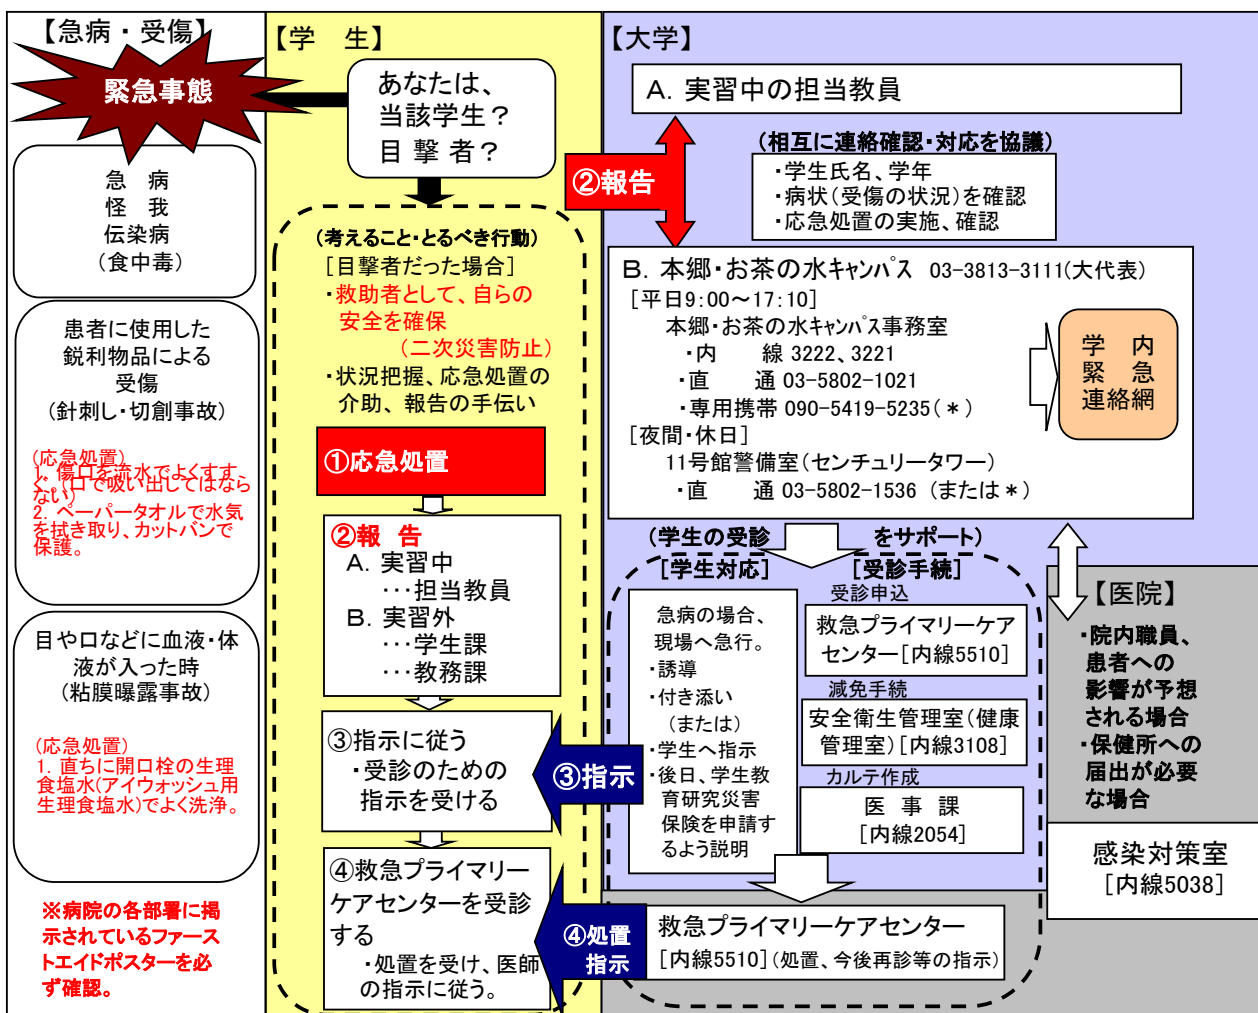 【急病・受傷】
緊急事態
急　病
怪　我
伝染病
(食中毒)
患者に使用した
鋭利物品による
受傷
(針刺し・切創事故)
(応急処置)
1. 傷口を流水でよくすす
ぐ。(口で吸い出してはなら
ない)
2. ペーパータオルで水気
を拭き取り、カットバンで
保護。
目や口などに血液・体
液が入った時
(粘膜曝露事故)
(応急処置)
1. 直ちに開口栓の生理
食塩水(アイウォッシュ用
生理食塩水)でよく洗浄。
※病院の各部署に掲
示されているファース
トエイドポスターを必
ず確認。
【学　生】
あなたは、
当該学生？
目 撃 者？
(考えること・とるべき行動)
[目撃者だった場合]
・救助者として、自らの
安全を確保
(二次災害防止)
・状況把握、応急処置の
介助、報告の手伝い
①応急処置
②報 告
A. 実習中
…担当教員
B. 実習外
…学生課
…教務課
③指示に従う
・受診のための
指示を受ける
④救急プライマリー
ケアセンターを受診
する
・処置を受け、医師
の指示に従う。
【大学】
A. 実習中の担当教員
②報告
(相互に連絡確認・対応を協議)
・学生氏名、学年
・病状(受傷の状況)を確認
・応急処置の実施、確認
B. 本郷・お茶の水キャンパス 03-3813-3111(大代表)
[平日9:00～17:10]
本郷・お茶の水キャンパス事務室
・内　　線 3222、3221
・直　　通 03-5802-1021
・専用携帯 090-5419-5235(＊)
[夜間・休日]
11号館警備室(センチュリータワー)
・直　　通 03-5802-1536 (または＊)
学　内
緊　急
連絡網
(学生の受診　　　をサポート)
[学生対応]
急病の場合、
現場へ急行。
・誘導
・付き添い
(または)
・学生へ指示
・後日、学生教
育研究災害
保険を申請す
るよう説明
[受診手続]
受診申込
救急プライマリーケア
センター[内線5510]
減免手続
安全衛生管理室(健康
管理室)[内線3108]
カルテ作成
医 事 課
[内線2054]
③指示
④処置
指示
救急プライマリーケアセンター
[内線5510](処置、今後再診等の指示)
【医院】
・院内職員、
患者への
影響が予想
される場合
・保健所への
届出が必要
な場合
感染対策室
[内線5038]